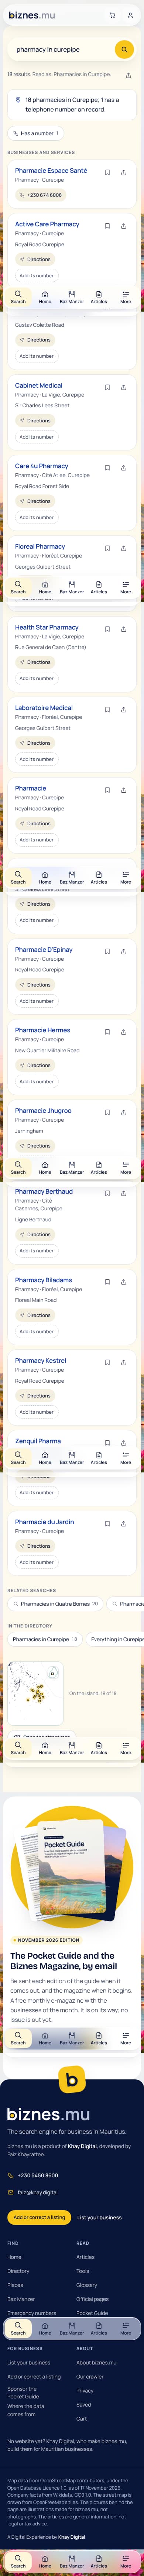 biznes.mu
pharmacie in curepipe
18 results. Read as: Pharmacies in Curepipe.
18 pharmacies in Curepipe; 1 has a
telephone number on record.
Has a number 1
BUSINESSES AND SERVICES
Pharmacie Espace Santé
Pharmacy · Curepipe
+230 674 6008
Active Care Pharmacy
Pharmacy · Curepipe
Royal Road Curepipe
Directions
Add its number
Search Home Baz Manzer Articles More
Gustav Colette Road
Directions
Add its number
Cabinet Medical
Pharmacy · La Vigie, Curepipe
Sir Charles Lees Street
Directions
Add its number
Care 4u Pharmacy
Pharmacy · Cité Atlee, Curepipe
Royal Road Forest Side
Directions
Add its number
Floreal Pharmacy
Pharmacy · Floréal, Curepipe
Georges Guibert Street
Search Home Baz Manzer Articles More
Health Star Pharmacy
Pharmacy · La Vigie, Curepipe
Rue General de Caen (Centre)
Directions
Add its number
Laboratoire Medical
Pharmacy · Floréal, Curepipe
Georges Guibert Street
Directions
Add its number
Pharmacie
Pharmacy · Curepipe
Royal Road Curepipe
Directions
Add its number
Search Home Baz Manzer Articles More
Sir Charles Lees Street
Directions
Add its number
Pharmacie D'Epinay
Pharmacy · Curepipe
Royal Road Curepipe
Directions
Add its number
Pharmacie Hermes
Pharmacy · Curepipe
New Quartier Militaire Road
Directions
Add its number
Pharmacie Jhugroo
Pharmacy · Curepipe
Jerningham
Directions
Search Home Baz Manzer Articles More
Pharmacy Berthaud
Pharmacy · Cité
Casernes, Curepipe
Ligne Berthaud
Directions
Add its number
Pharmacy Biladams
Pharmacy · Floréal, Curepipe
Floreal Main Road
Directions
Add its number
Pharmacy Kestrel
Pharmacy · Curepipe
Royal Road Curepipe
Directions
Add its number
Zenquil Pharma
Pharmacy · Curepipe
Search Home Baz Manzer Articles More
Directions
Add its number
Pharmacie du Jardin
Pharmacy · Curepipe
Directions
Add its number
RELATED SEARCHES
Pharmacies in Quatre Bornes 20
IN THE DIRECTORY
Pharmacies in Curepipe 18 Everything in Curepipe
On the island: 18 of 18.
Search Home Baz Manzer Articles More
The Pocket Guide
NOVEMBER 2026 EDITION
The Pocket Guide and the
Biznes Magazine, by email
Be sent each edition of the guide when it
comes out, and the magazine when it begins.
A free monthly e-magazine with the
businesses of the month. It is on its way; no
issue is out yet.
Search Home Baz Manzer Articles More
b
biznes.mu
The search engine for business in Mauritius.
biznes.mu is a product of Khay Digital, developed by
Faiz Khayrattee.
+230 5450 8600
faiz@khay.digital
Add or correct a listing List your business
FIND READ
Home Articles
Directory Tools
Places Glossary
Baz Manzer Official pages
Emergency numbers Pocket Guide
Search Home Baz Manzer Articles More
FOR BUSINESS ABOUT
List your business About biznes.mu
Add or correct a listing Our crawler
Sponsor the
Pocket Guide
Privacy
Where the data
comes from
Saved
Cart
No website yet? Khay Digital, who make biznes.mu,
build them for Mauritian businesses.
Map data from OpenStreetMap contributors, under the
Open Database Licence 1.0, as of 17 November 2026.
Company facts from Wikidata, CC0 1.0. The street map is
drawn from OpenFreeMap's tiles. The pictures behind the
page are illustrations made for biznes.mu, not
photographs. The articles are general information, not
legal or tax advice.
A Digital Experience by Khay Digital
Search Home Baz Manzer Articles More